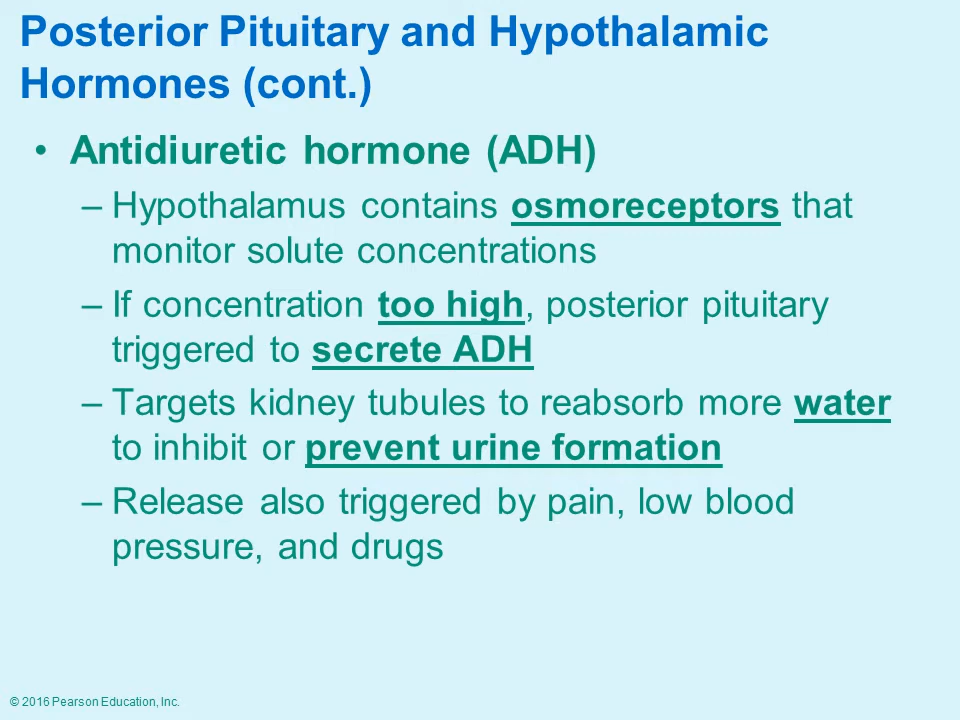 Posterior Pituitary and Hypothalamic
Hormones (cont.)
• Antidiuretic hormone (ADH)
– Hypothalamus contains osmoreceptors that
monitor solute concentrations
– If concentration too high, posterior pituitary
triggered to secrete ADH
– Targets kidney tubules to reabsorb more water
to inhibit or prevent urine formation
– Release also triggered by pain, low blood
pressure, and drugs
© 2016 Pearson Education, Inc.